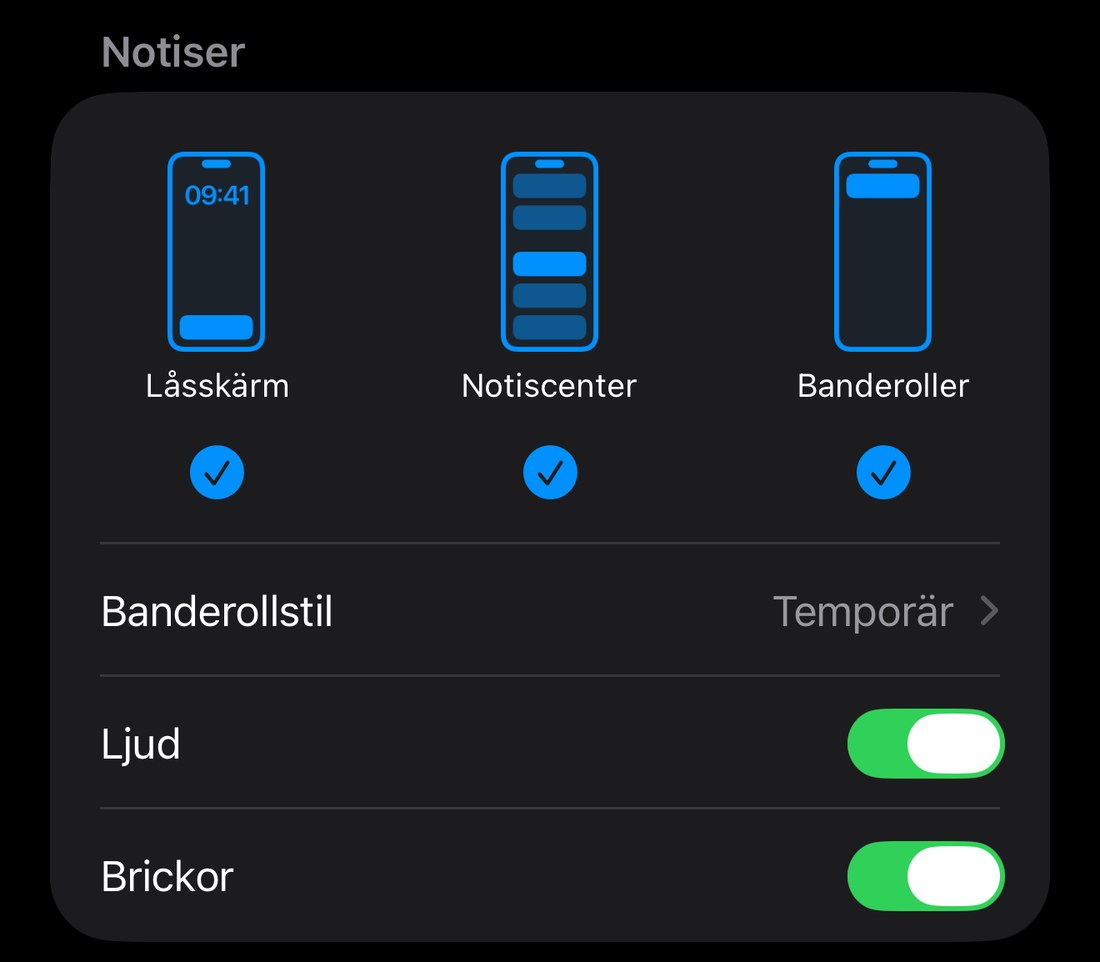 Notiser
09:41
Låsskärm Notiscenter Banderoller
Banderollstil Temporär
Ljud
Brickor